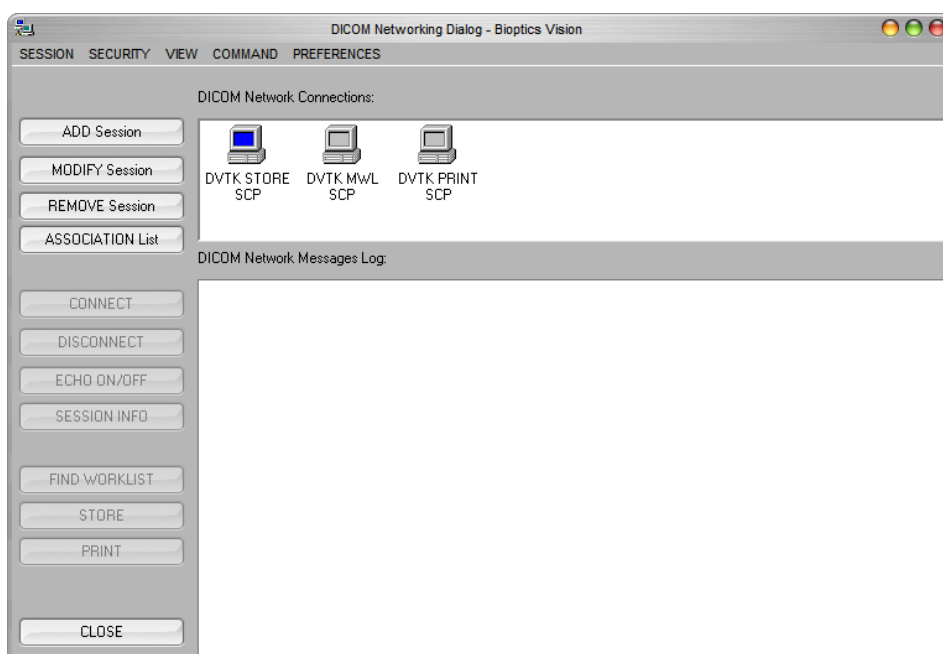 DICOM Networking Dialog - Bioptics Vision
SESSION SECURITY VIEW COMMAND PREFERENCES
DICOM Network Connections:
ADD Session
MODIFY Session
REMOVE Session
ASSOCIATION List
DVTK STORE SCP
DVTK MWL SCP
DVTK PRINT SCP
DICOM Network Messages Log:
CONNECT
DISCONNECT
ECHO ON/OFF
SESSION INFO
FIND WORKLIST
STORE
PRINT
CLOSE